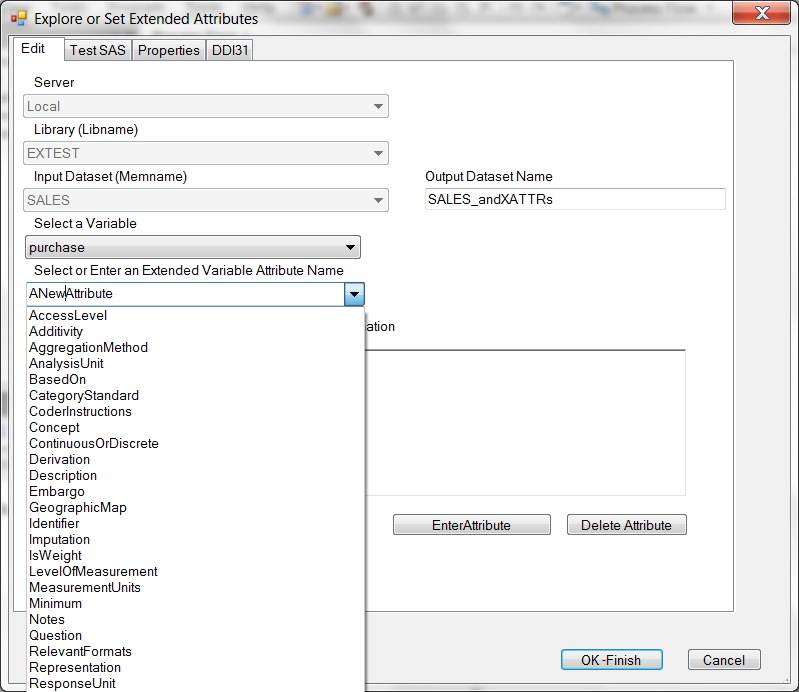 Explore or Set Extended Attributes
Edit
Test SAS
Properties
DDI31
Server
Local
Library (Libname)
EXTEST
Input Dataset (Memname)
Output Dataset Name
SALES
SALES_andXATTRs
Select a Variable
purchase
Select or Enter an Extended Variable Attribute Name
ANewAttribute
AccessLevel
ation
Additivity
AggregationMethod
AnalysisUnit
BasedOn
CategoryStandard
CoderInstructions
Concept
ContinuousOrDiscrete
Derivation
Description
Embargo
GeographicMap
Identifier
EnterAttribute
Delete Attribute
Imputation
IsWeight
LevelOfMeasurement
MeasurementUnits
Minimum
Notes
Question
RelevantFormats
Representation
OK -Finish
Cancel
ResponseUnit